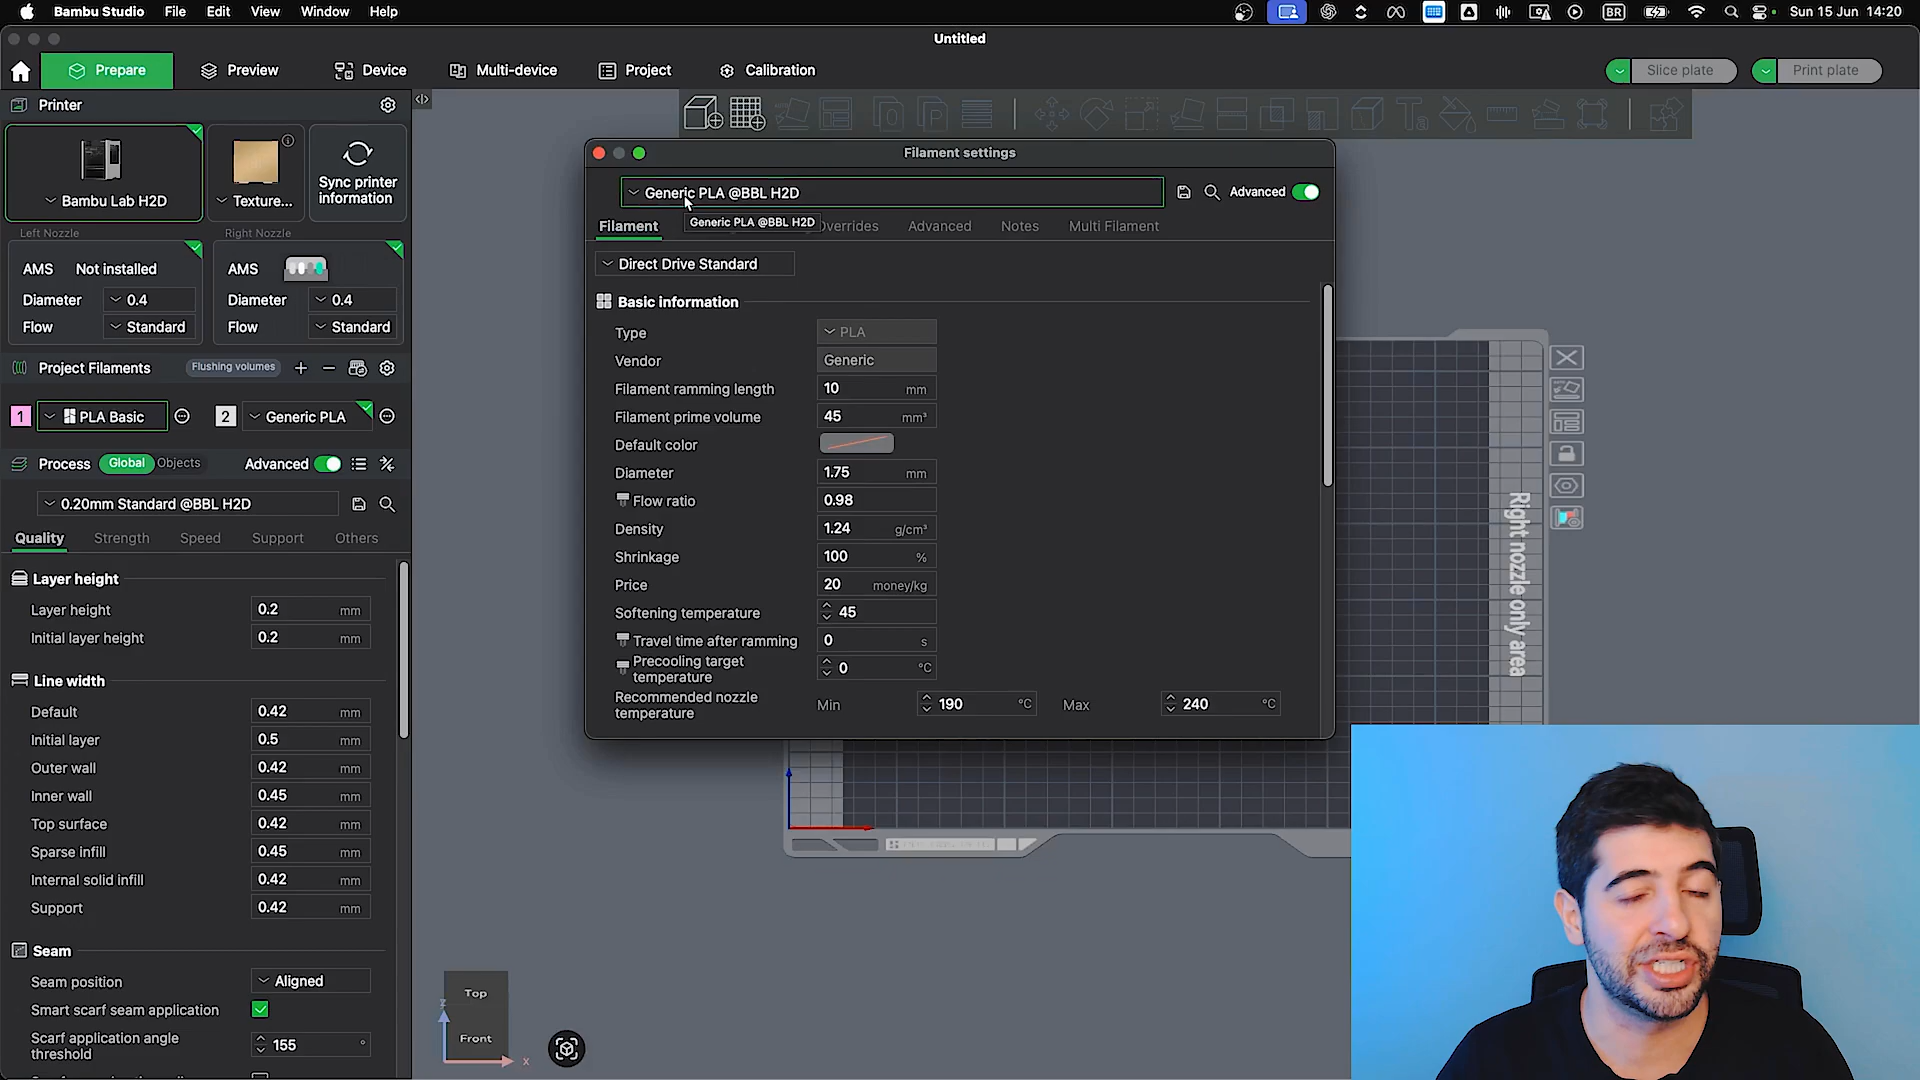 Bambu Studio File Edit View Window Help
BR Sun 15 Jun 14:20
Untitled
Prepare Preview Device Multi-device Project Calibration Slice plate Print plate
Printer
Bambu Lab H2D
Texture...
Sync printer
information
Left Nozzle
AMS Not installed
Diameter 0.4
Flow Standard
Right Nozzle
AMS
Diameter 0.4
Flow Standard
Project Filaments Flushing volumes
1 PLA Basic 2 Generic PLA
Process Global Objects Advanced
0.20mm Standard @BBL H2D
Quality Strength Speed Support Others
Layer height
Layer height 0.2 mm
Initial layer height 0.2 mm
Line width
Default 0.42 mm
Initial layer 0.5 mm
Outer wall 0.42 mm
Inner wall 0.45 mm
Top surface 0.42 mm
Sparse infill 0.45 mm
Internal solid infill 0.42 mm
Support 0.42 mm
Seam
Seam position Aligned
Smart scarf seam application
Scarf application angle
threshold 155 °
Filament settings
Generic PLA @BBL H2D Advanced
Generic PLA @BBL H2D
Filament Overrides Advanced Notes Multi Filament
Direct Drive Standard
Basic information
Type PLA
Vendor Generic
Filament ramming length 10 mm
Filament prime volume 45 mm³
Default color
Diameter 1.75 mm
Flow ratio 0.98
Density 1.24 g/cm³
Shrinkage 100 %
Price 20 money/kg
Softening temperature 45
Travel time after ramming 0 s
Precooling target
temperature 0 °C
Recommended nozzle
temperature Min 190 °C Max 240 °C
Right nozzle only area
Top
Front
z
x